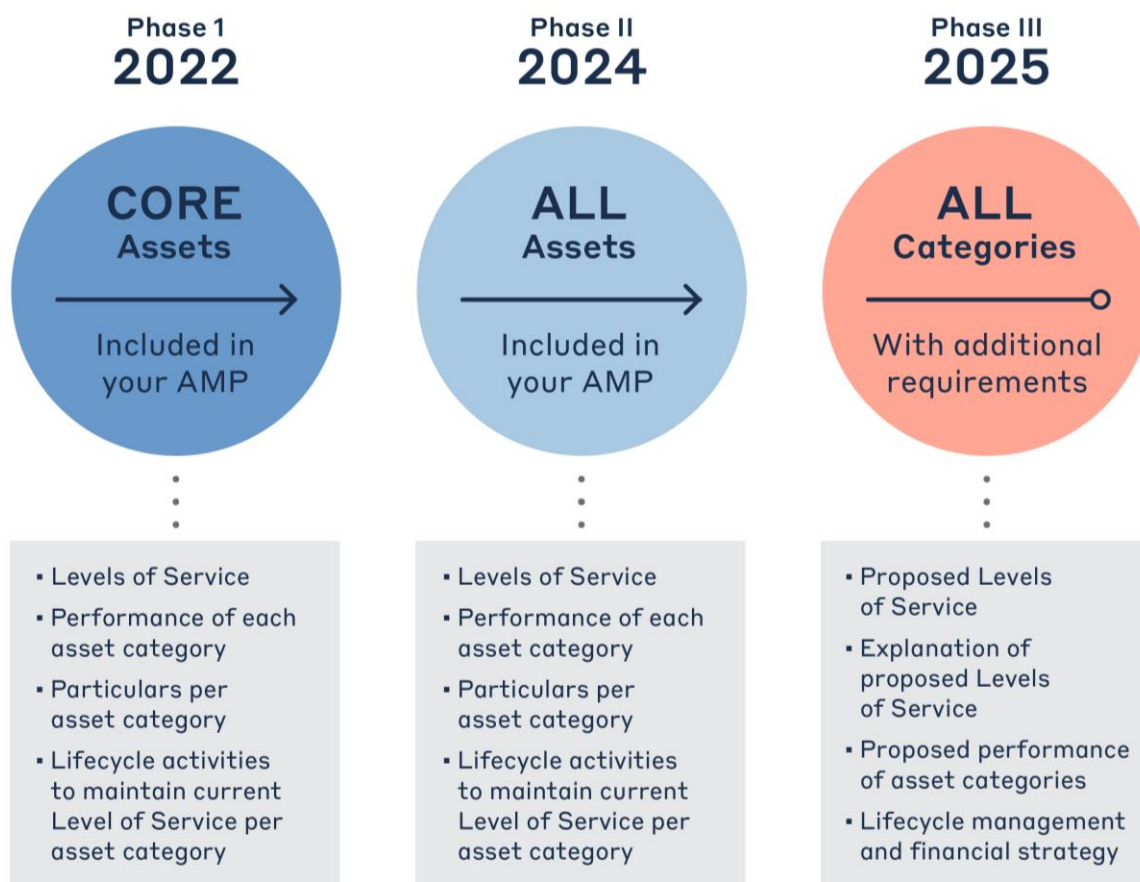 Phase 1
2022
CORE
Assets
Included in
your AMP
▪ Levels of Service
▪ Performance of each
asset category
▪ Particulars per
asset category
▪ Lifecycle activities
to maintain current
Level of Service per
asset category
Phase II
2024
ALL
Assets
Included in
your AMP
▪ Levels of Service
▪ Performance of each
asset category
▪ Particulars per
asset category
▪ Lifecycle activities
to maintain current
Level of Service per
asset category
Phase III
2025
ALL
Categories
With additional
requirements
▪ Proposed Levels
of Service
▪ Explanation of
proposed Levels
of Service
▪ Proposed performance
of asset categories
▪ Lifecycle management
and financial strategy